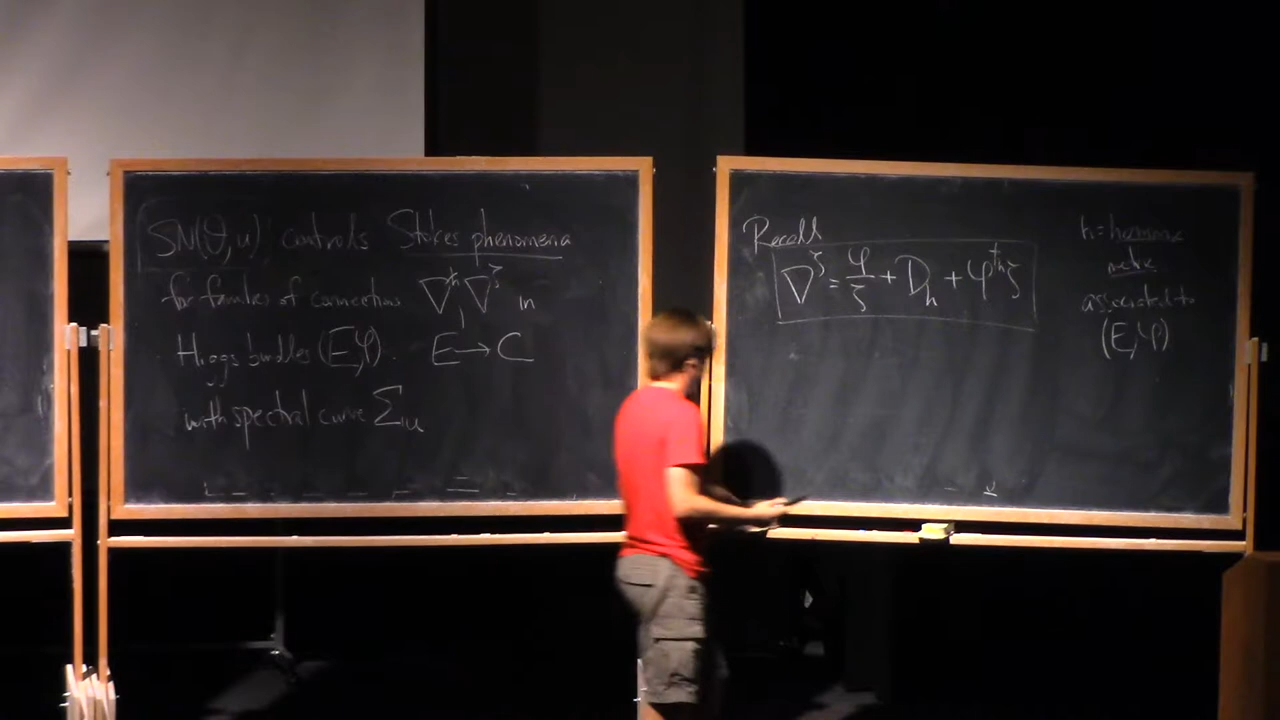 SN(ϑ,u) controls Stokes phenomena
for families of connections ∇^ħ, ∇^ζ in
Higgs bundles (E,φ). E → C
with spectral curve Σ_u
Recall
∇^ζ = φ/ζ + D_h + φ^{†h} ζ
h = harmonic
metric
associated to
(E,φ)